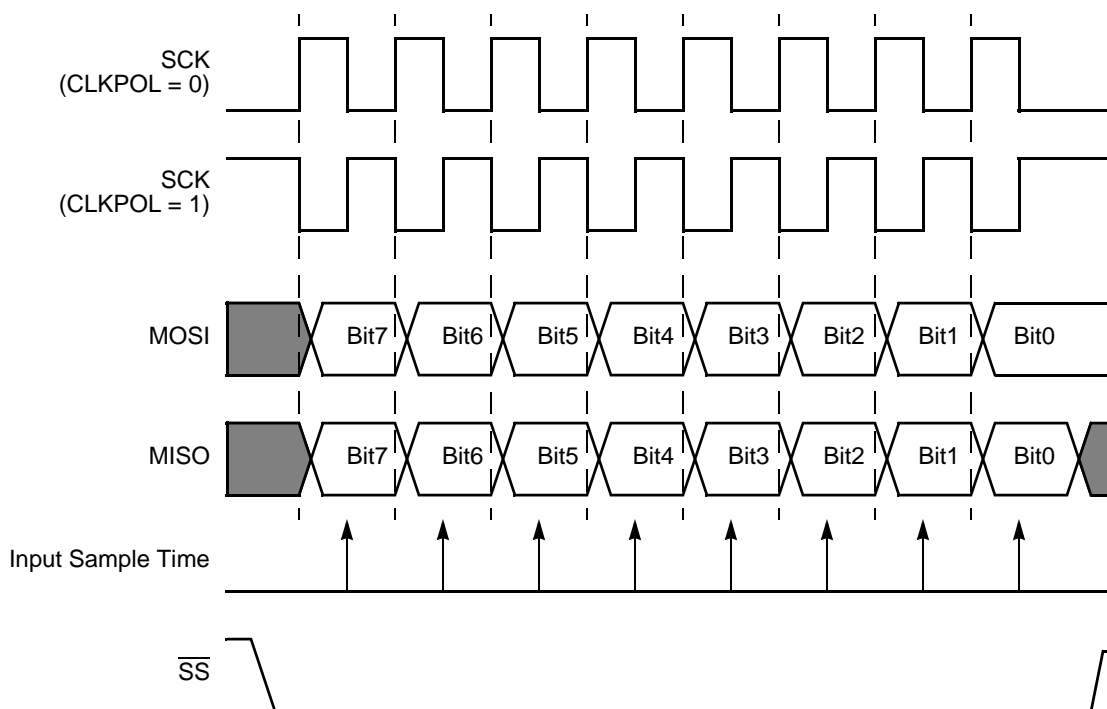 SCK
(CLKPOL = 0)
SCK
(CLKPOL = 1)
MOSI
Bit7 Bit6 Bit5 Bit4 Bit3 Bit2 Bit1 Bit0
MISO
Bit7 Bit6 Bit5 Bit4 Bit3 Bit2 Bit1 Bit0
Input Sample Time
SS